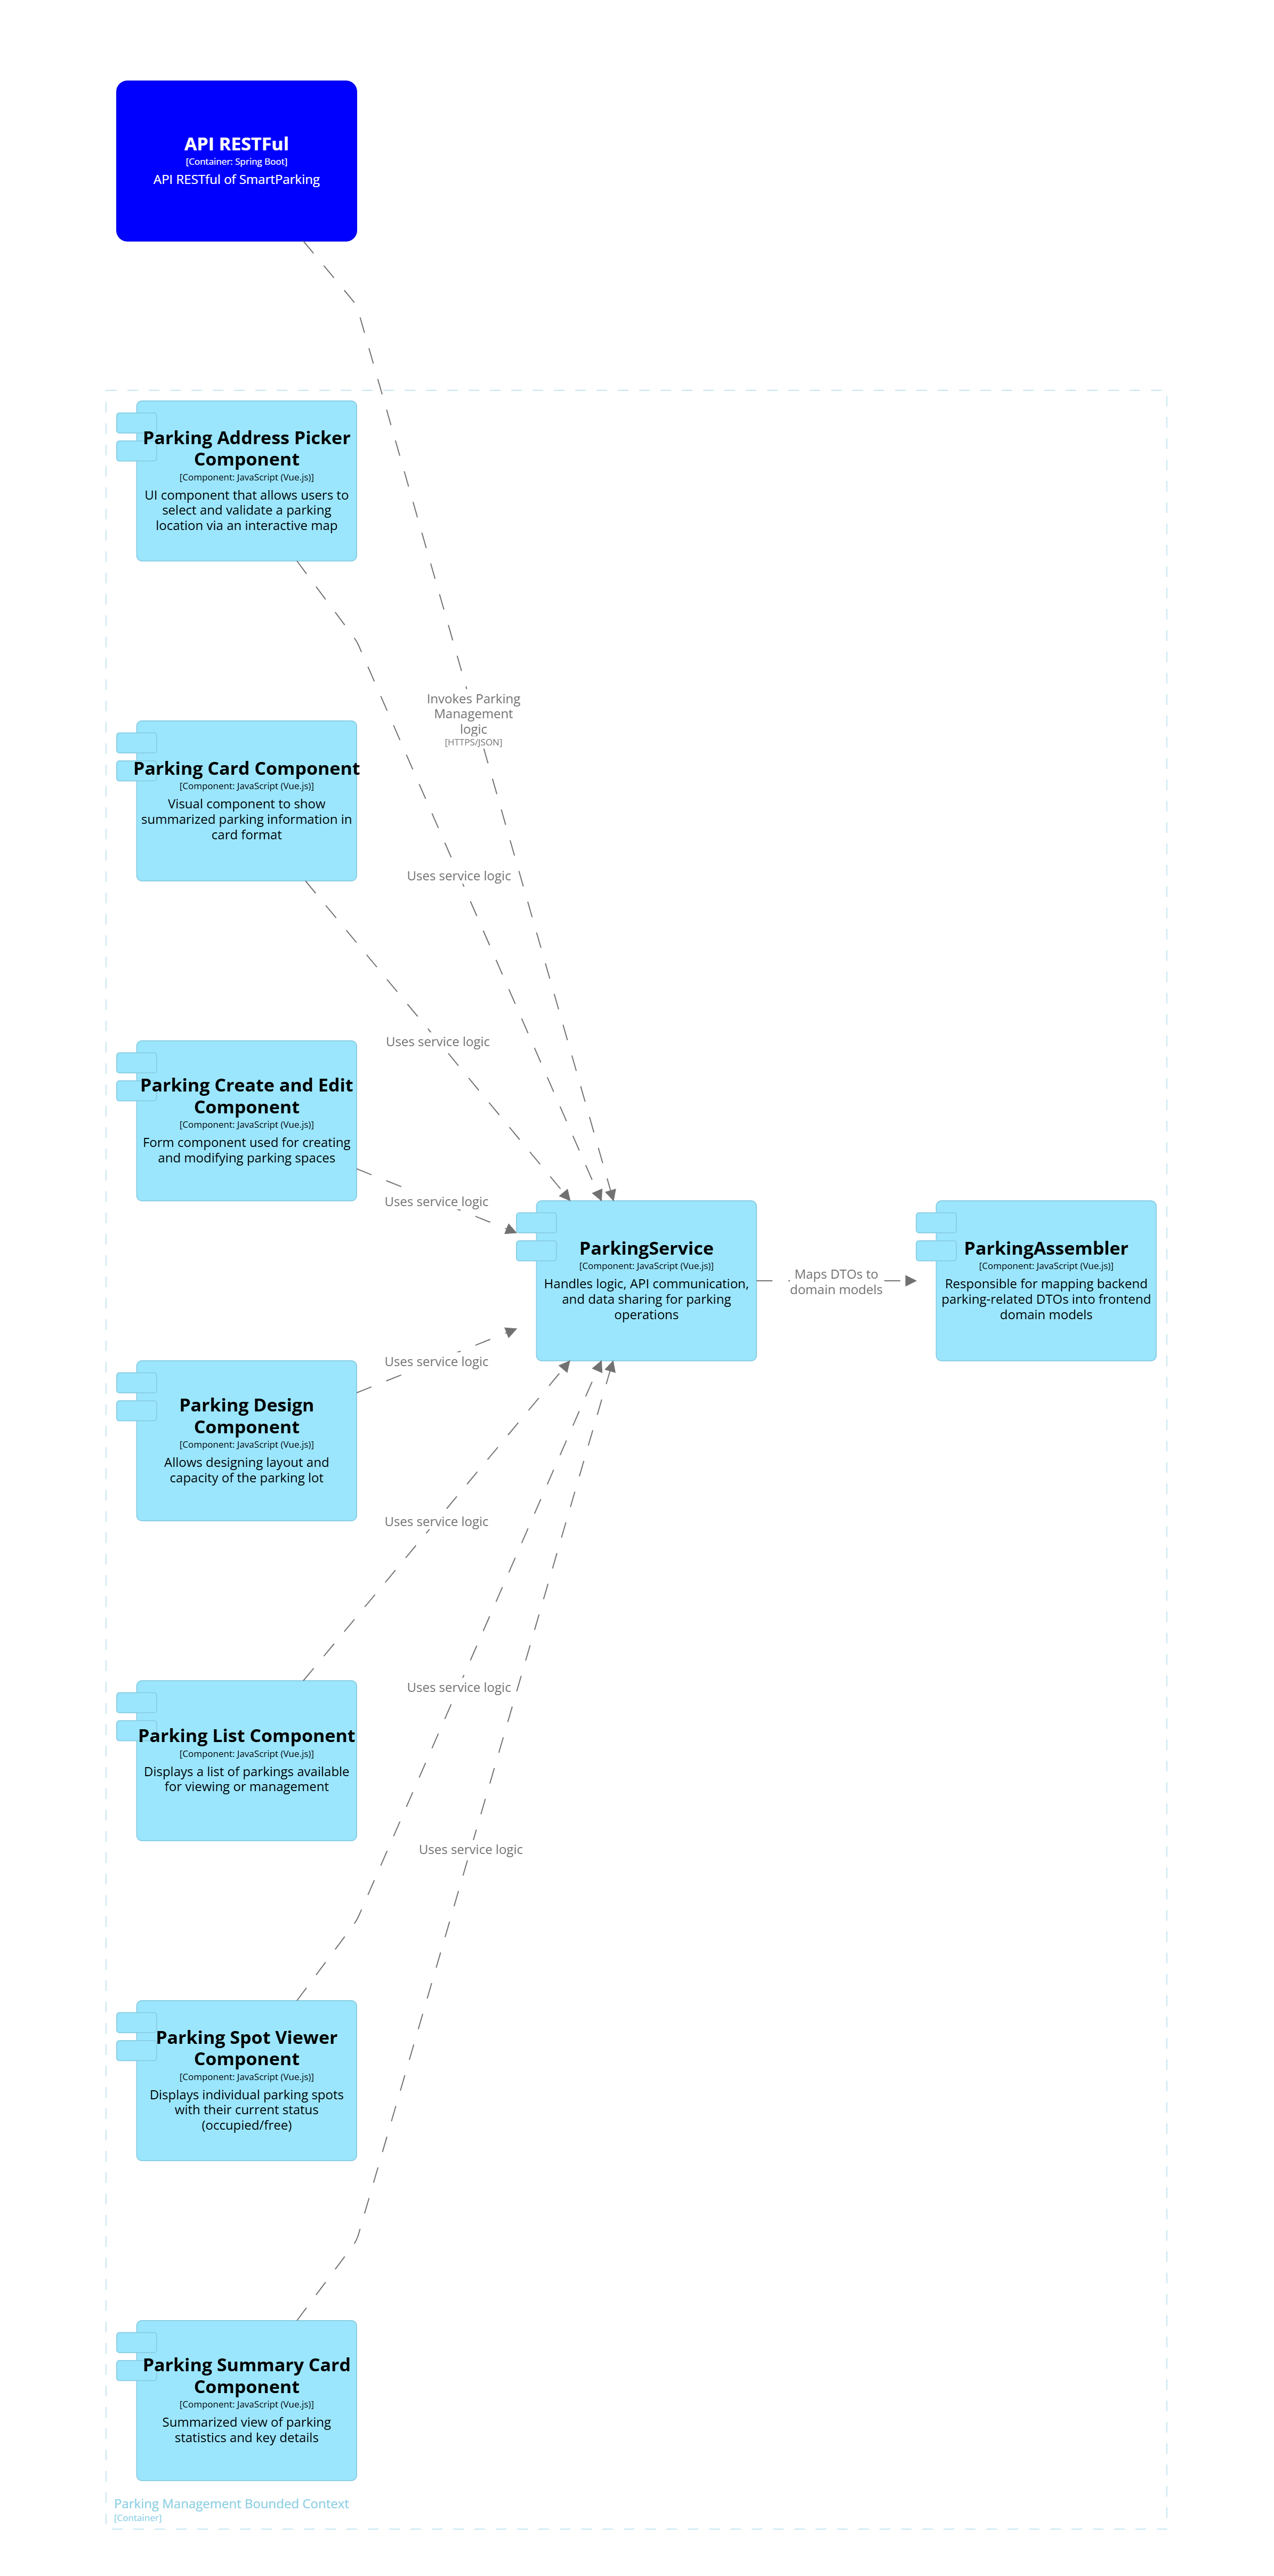 API RESTFul
[Container: Spring Boot]
API RESTful of SmartParking
Parking Address Picker
Component
[Component: JavaScript (Vue.js)]
UI component that allows users to
select and validate a parking
location via an interactive map
Invokes Parking
Management
logic
[HTTPS/JSON]
Parking Card Component
[Component: JavaScript (Vue.js)]
Visual component to show
summarized parking information in
card format
Uses service logic
Uses service logic
Parking Create and Edit
Component
[Component: JavaScript (Vue.js)]
Form component used for creating
and modifying parking spaces
Uses service logic
ParkingService
[Component: JavaScript (Vue.js)]
Handles logic, API communication,
and data sharing for parking
operations
Maps DTOs to
domain models
ParkingAssembler
[Component: JavaScript (Vue.js)]
Responsible for mapping backend
parking-related DTOs into frontend
domain models
Uses service logic
Parking Design
Component
[Component: JavaScript (Vue.js)]
Allows designing layout and
capacity of the parking lot
Uses service logic
Uses service logic
Parking List Component
[Component: JavaScript (Vue.js)]
Displays a list of parkings available
for viewing or management
Uses service logic
Parking Spot Viewer
Component
[Component: JavaScript (Vue.js)]
Displays individual parking spots
with their current status
(occupied/free)
Parking Summary Card
Component
[Component: JavaScript (Vue.js)]
Summarized view of parking
statistics and key details
Parking Management Bounded Context
[Container]